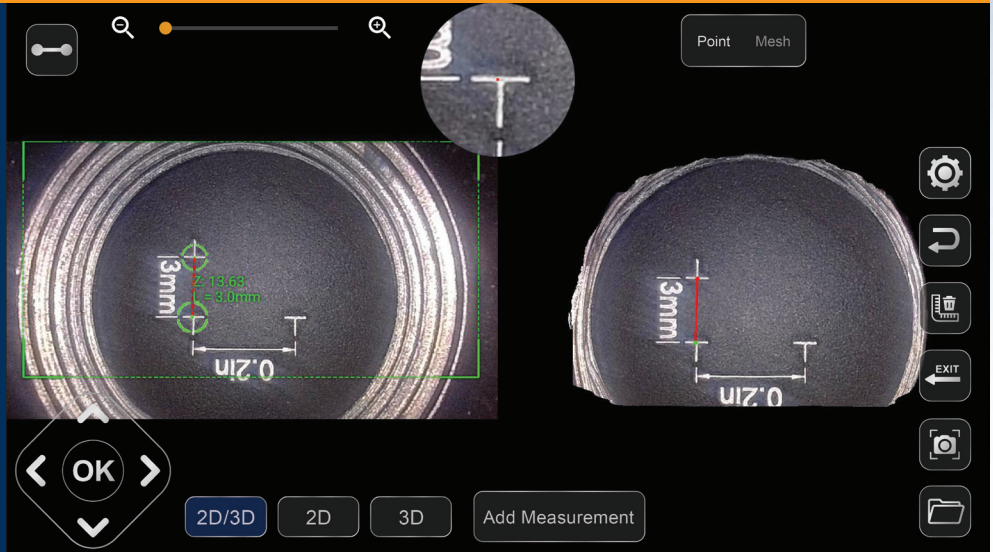 Point Mesh
3mm
Z: 13.63
L = 3.0mm
0.2in
3mm
0.2in
EXIT
OK
2D/3D
2D
3D
Add Measurement